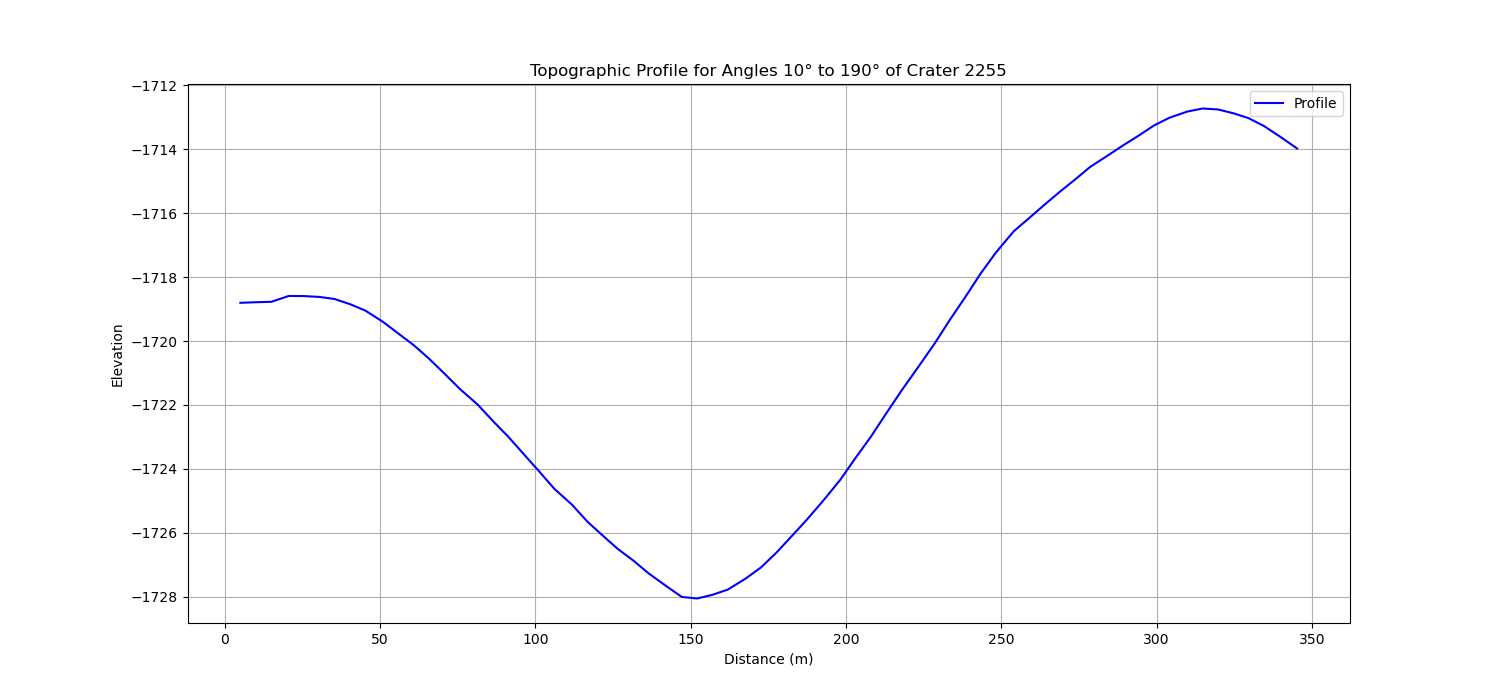 Topographic Profile for Angles 10° to 190° of Crater 2255
Profile
−1712
−1714
−1716
−1718
−1720
−1722
−1724
−1726
−1728
Elevation
0 50 100 150 200 250 300 350
Distance (m)